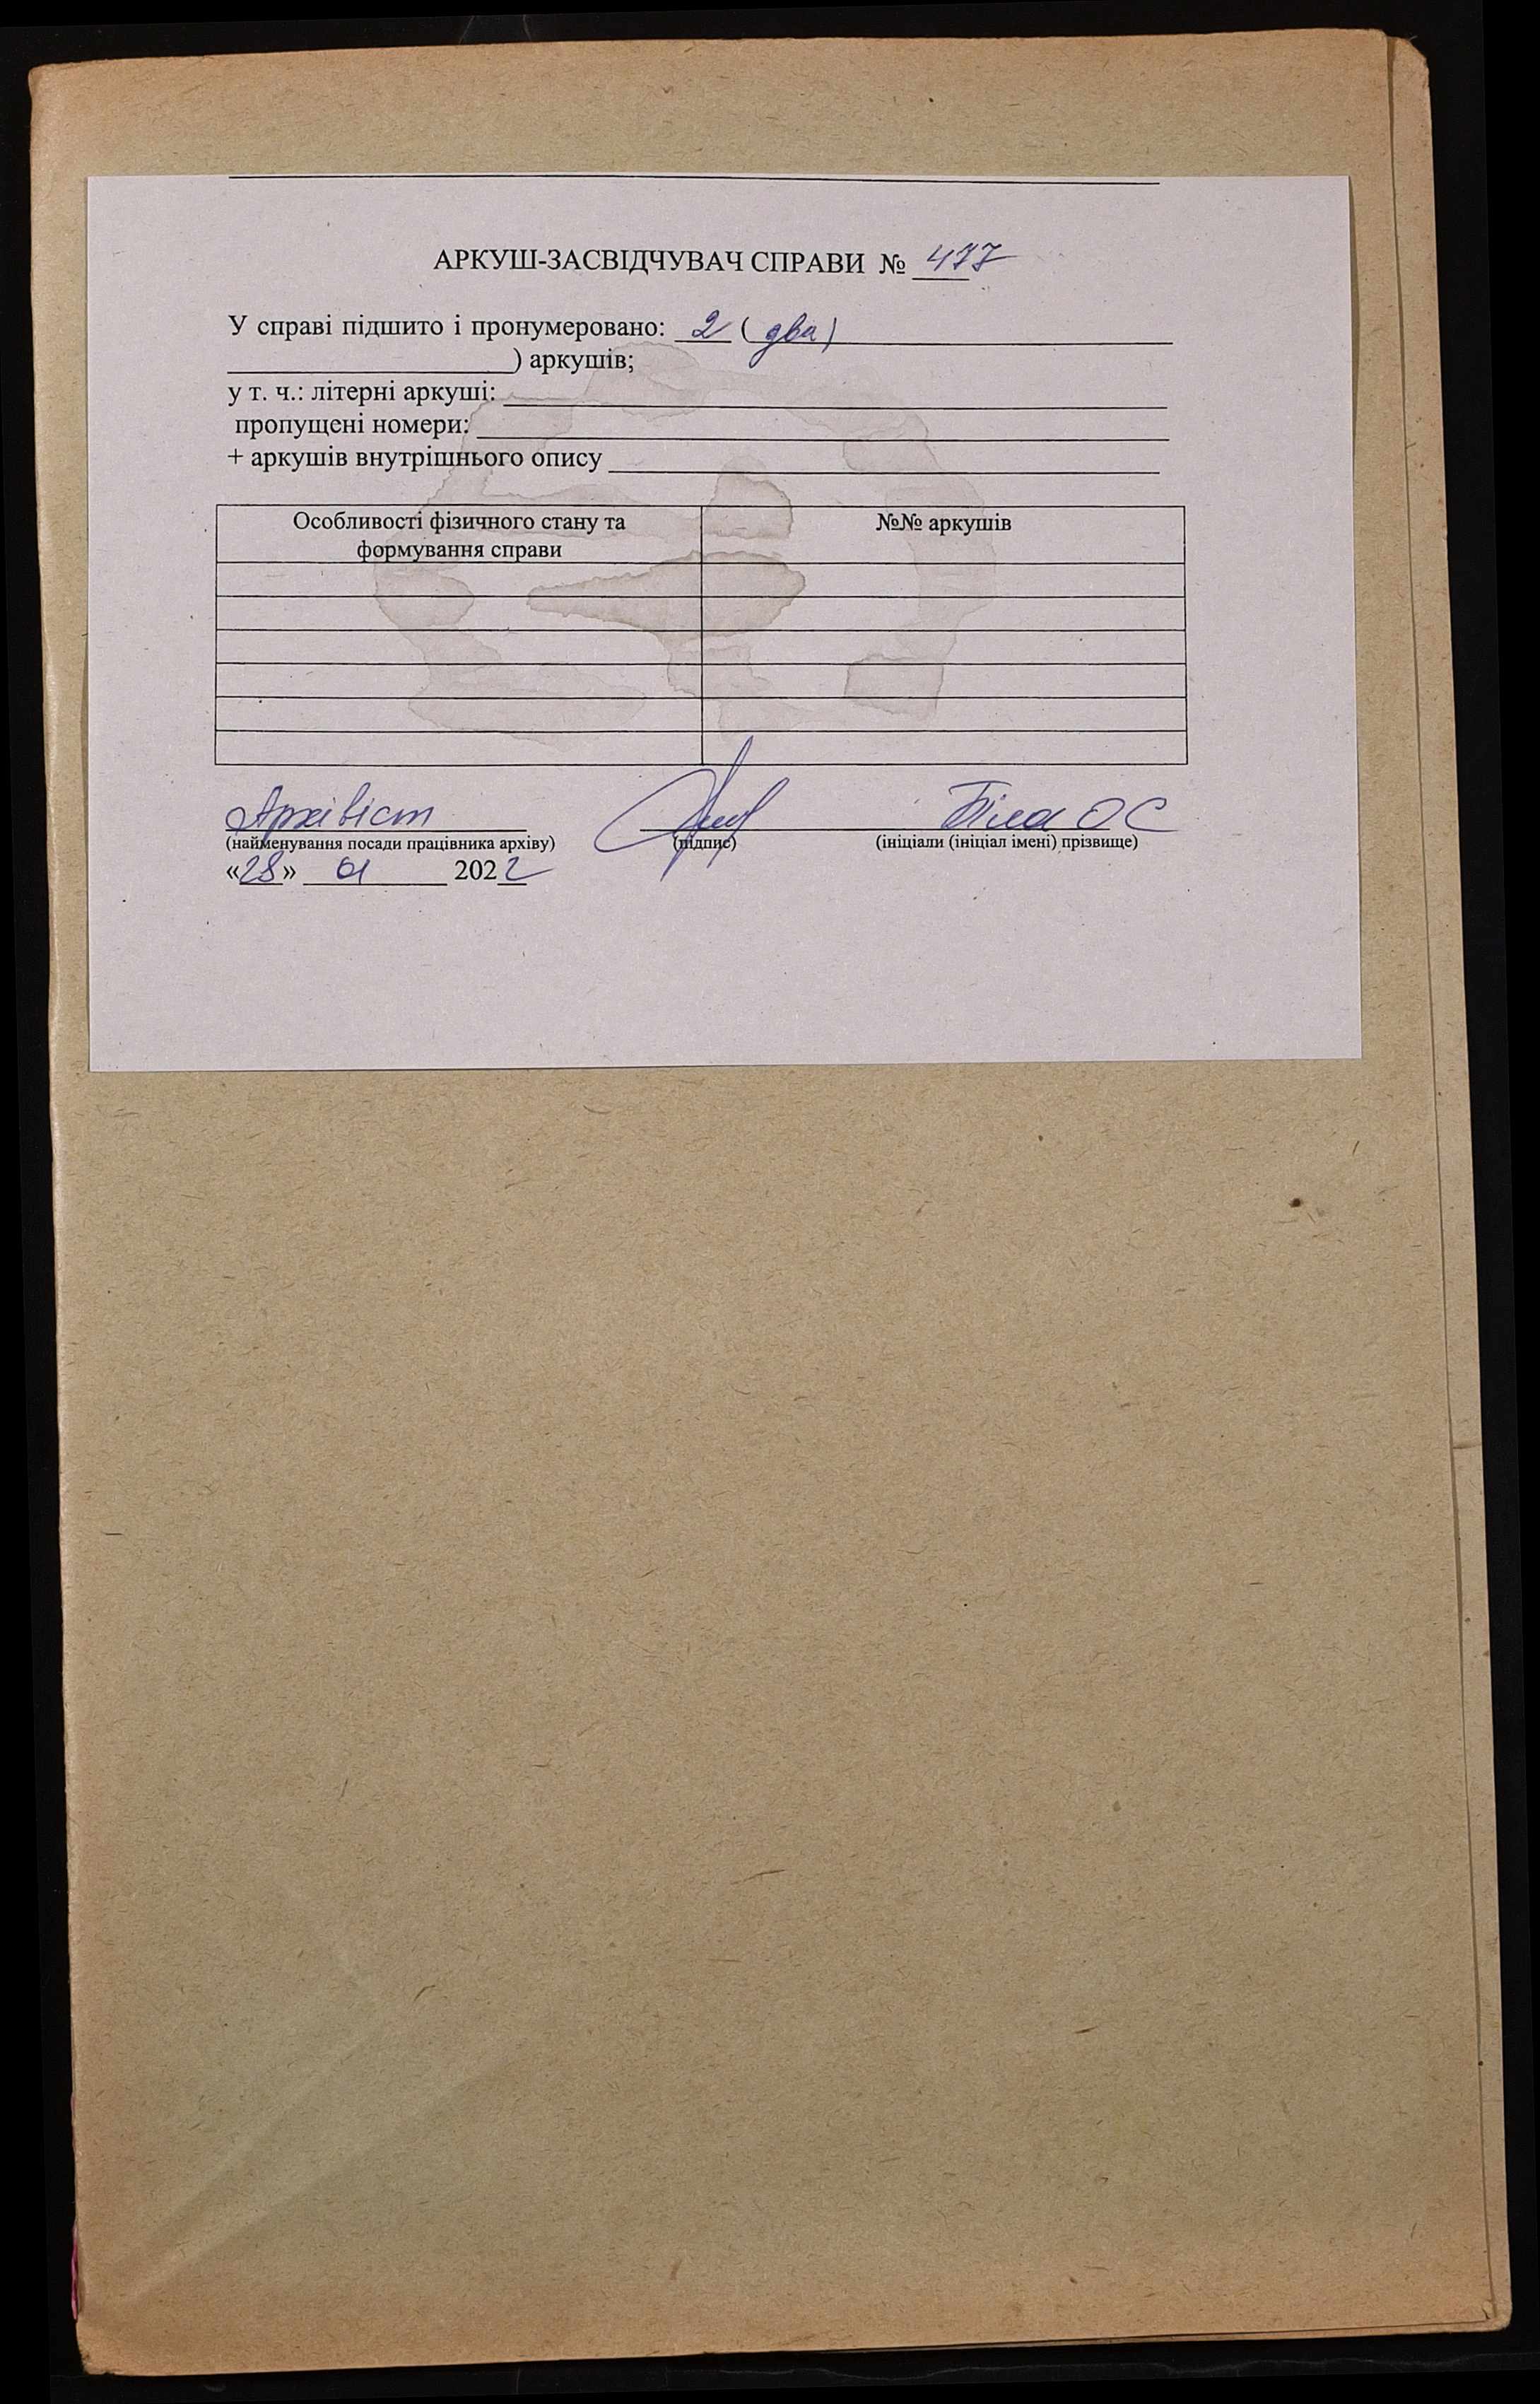 АРКУШ-ЗАСВІДЧУВАЧ СПРАВИ № 477
У справі підшито і пронумеровано: 2 (два)
) аркушів;
у т. ч.: літерні аркуші:
пропущені номери:
+ аркушів внутрішнього опису
Особливості фізичного стану та формування справи
№№ аркушів
Архівіст Біла О С
(найменування посади працівника архіву) (підпис) (ініціали (ініціал імені) прізвище)
«28» 01 2022